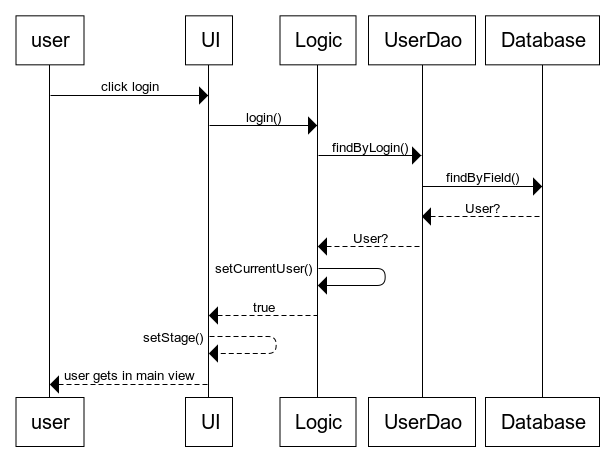 user UI Logic UserDao Database
click login
login()
findByLogin()
findByField()
User?
User?
setCurrentUser()
true
setStage()
user gets in main view
user UI Logic UserDao Database